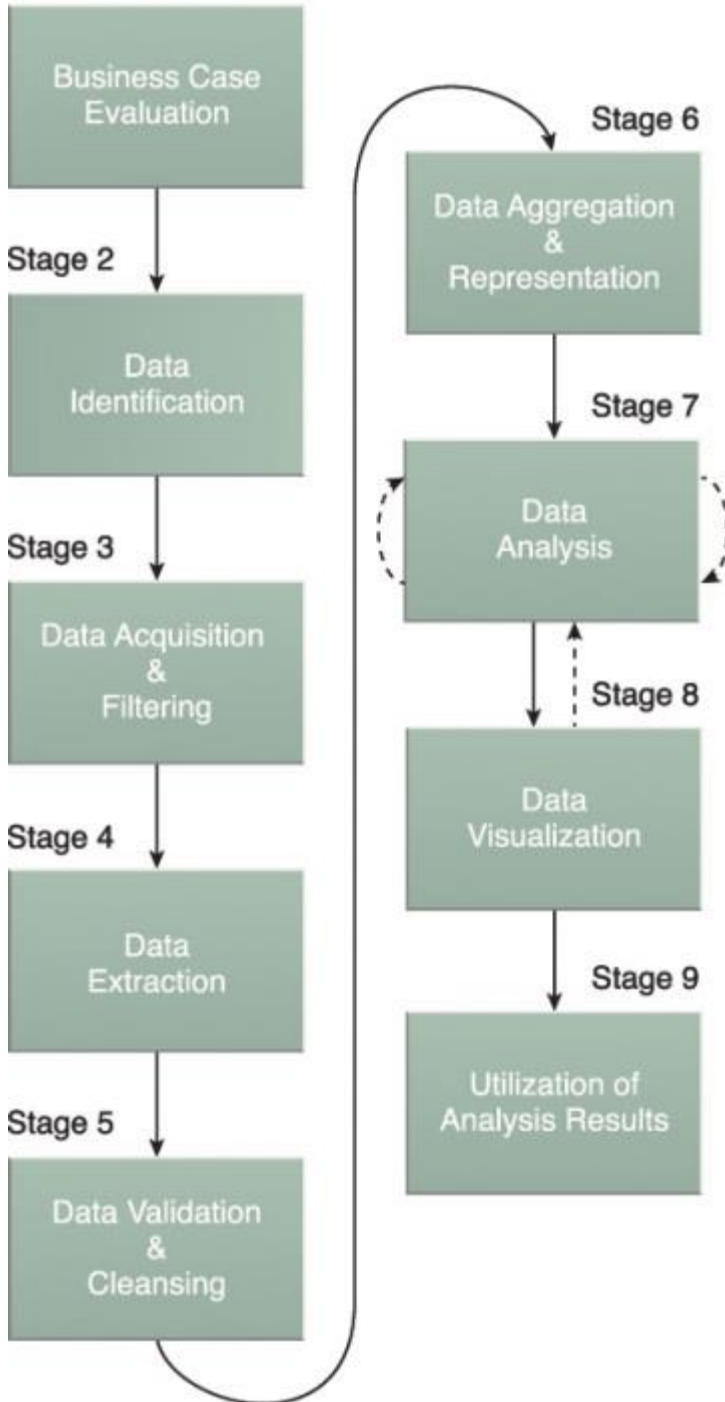 Business Case
Evaluation
Stage 2
Data
Identification
Stage 3
Data Acquisition
&
Filtering
Stage 4
Data
Extraction
Stage 5
Data Validation
&
Cleansing
Stage 6
Data Aggregation
&
Representation
Stage 7
Data
Analysis
Stage 8
Data
Visualization
Stage 9
Utilization of
Analysis Results